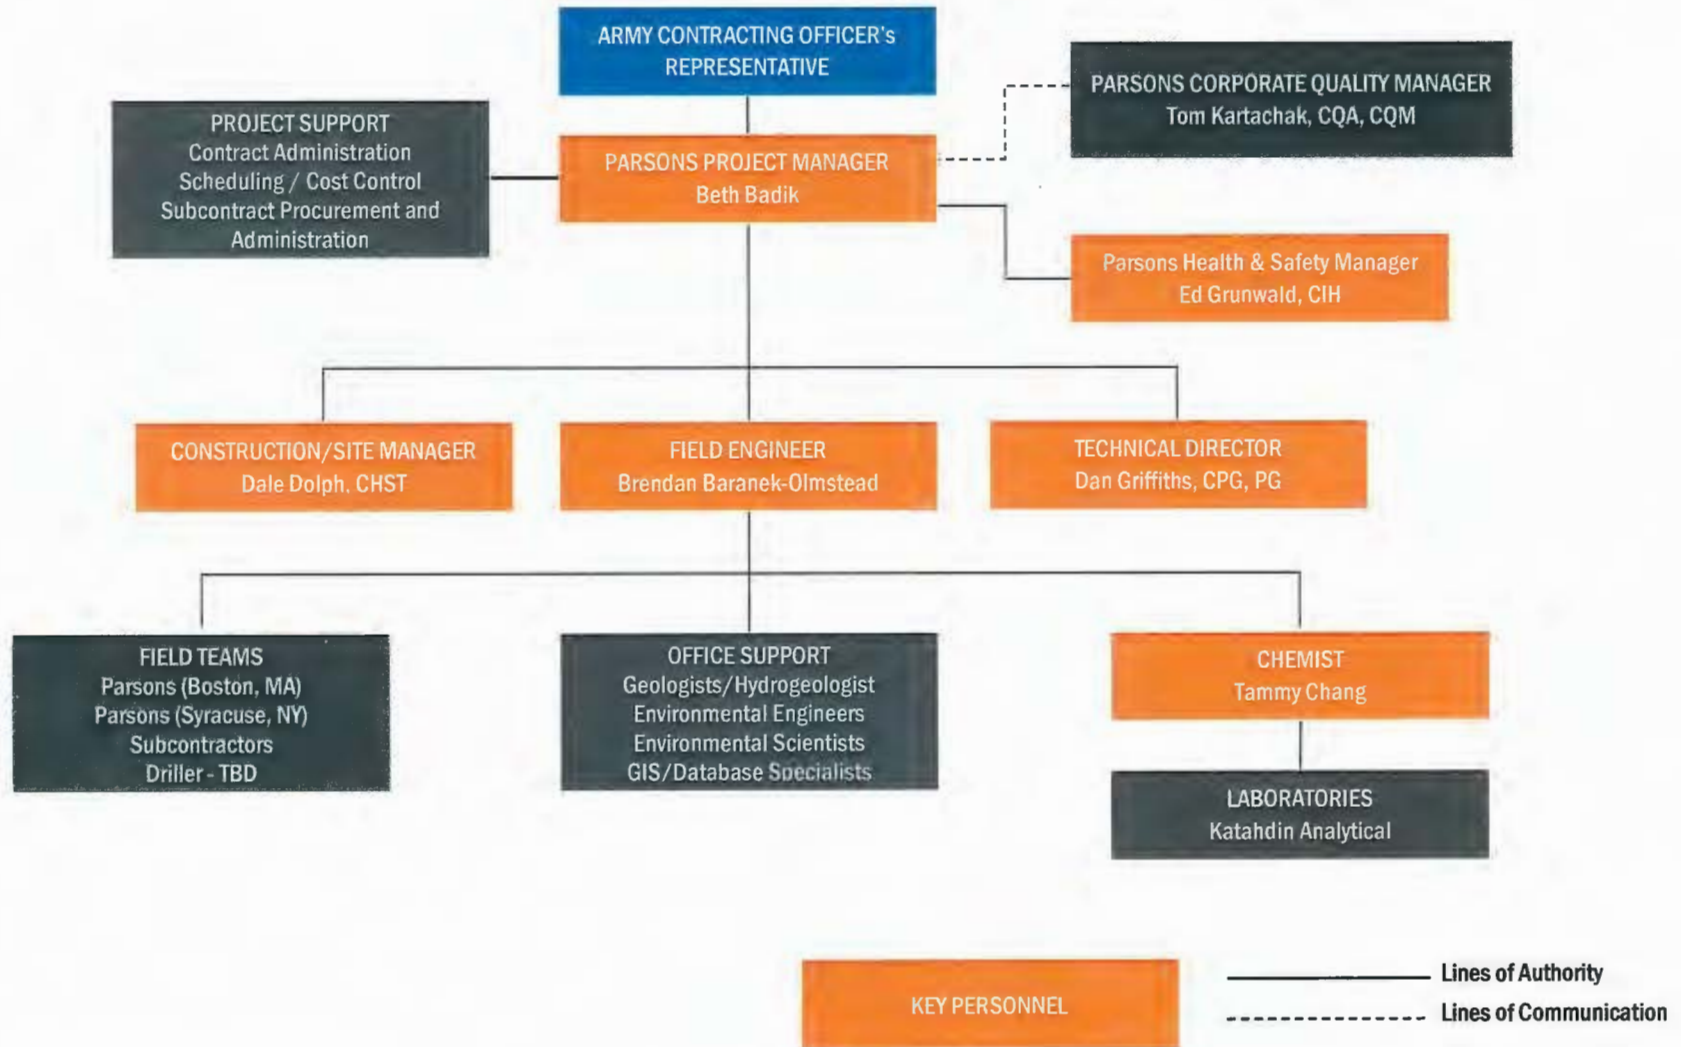 ARMY CONTRACTING OFFICER's
REPRESENTATIVE
PARSONS CORPORATE QUALITY MANAGER
Tom Kartachak, CQA, CQM
PROJECT SUPPORT
Contract Administration
Scheduling / Cost Control
Subcontract Procurement and
Administration
PARSONS PROJECT MANAGER
Beth Badik
Parsons Health & Safety Manager
Ed Grunwald, CIH
CONSTRUCTION/SITE MANAGER
Dale Dolph, CHST
FIELD ENGINEER
Brendan Baranek-Olmstead
TECHNICAL DIRECTOR
Dan Griffiths, CPG, PG
FIELD TEAMS
Parsons (Boston, MA)
Parsons (Syracuse, NY)
Subcontractors
Driller - TBD
OFFICE SUPPORT
Geologists/Hydrogeologist
Environmental Engineers
Environmental Scientists
GIS/Database Specialists
CHEMIST
Tammy Chang
LABORATORIES
Katahdin Analytical
KEY PERSONNEL
Lines of Authority
Lines of Communication